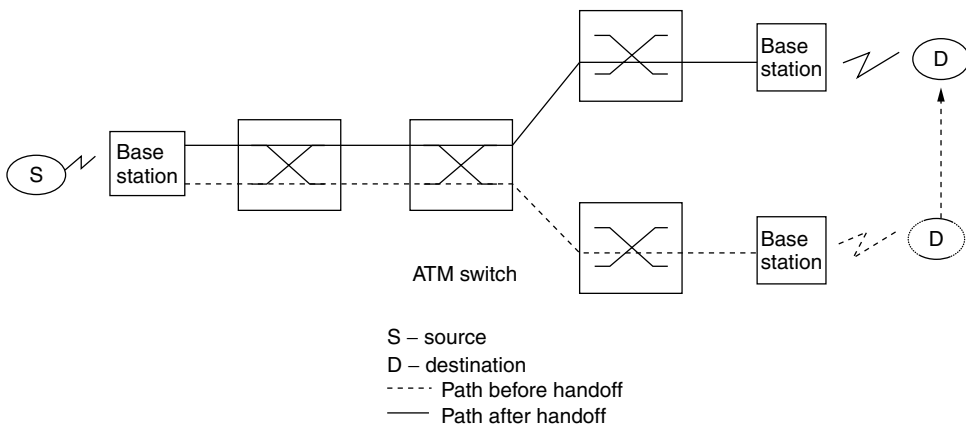 Base
station
D
S
Base
station
Base
station
D
ATM switch
S – source
D – destination
Path before handoff
Path after handoff